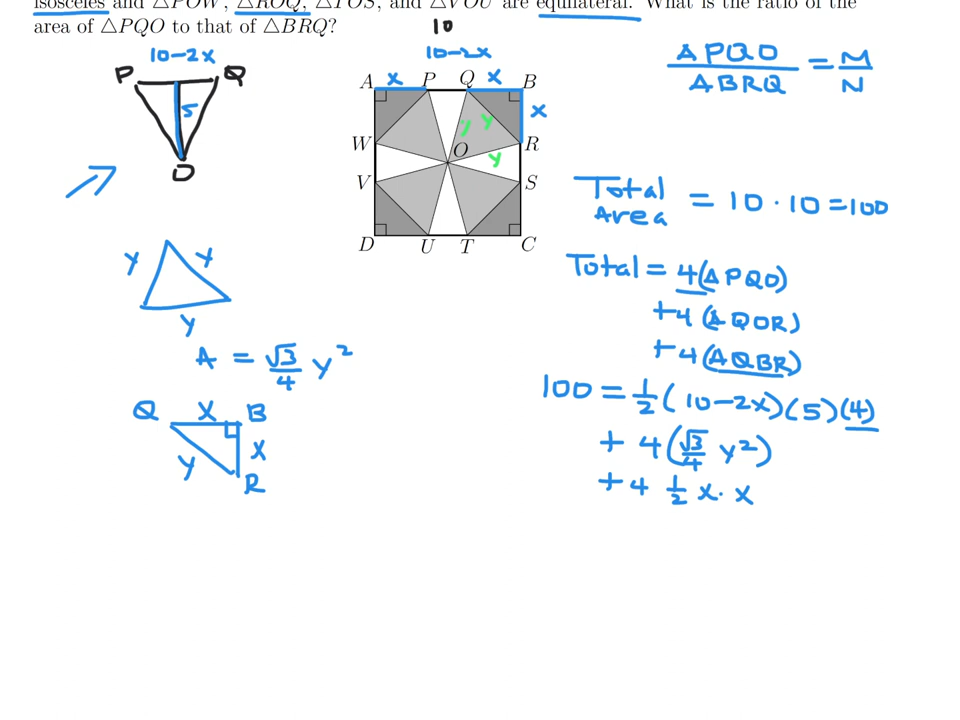 isosceles and △POW, △ROQ, △TOS, and △VOU are equilateral. What is the ratio of the
area of △PQO to that of △BRQ?
10
10-2x
P Q
5
O
10-2x
A x P Q x B
x
y y
W O R
y
V S
D U T C
△PQO / △BRQ = M/N
Total Area = 10 · 10 = 100
Total = 4(△PQO)
+4(△QOR)
+4(△QBR)
y y
y
A = √3/4 y²
Q x B
y x
R
100 = 1/2(10-2x)(5)(4)
+ 4(√3/4 y²)
+ 4 1/2 x · x